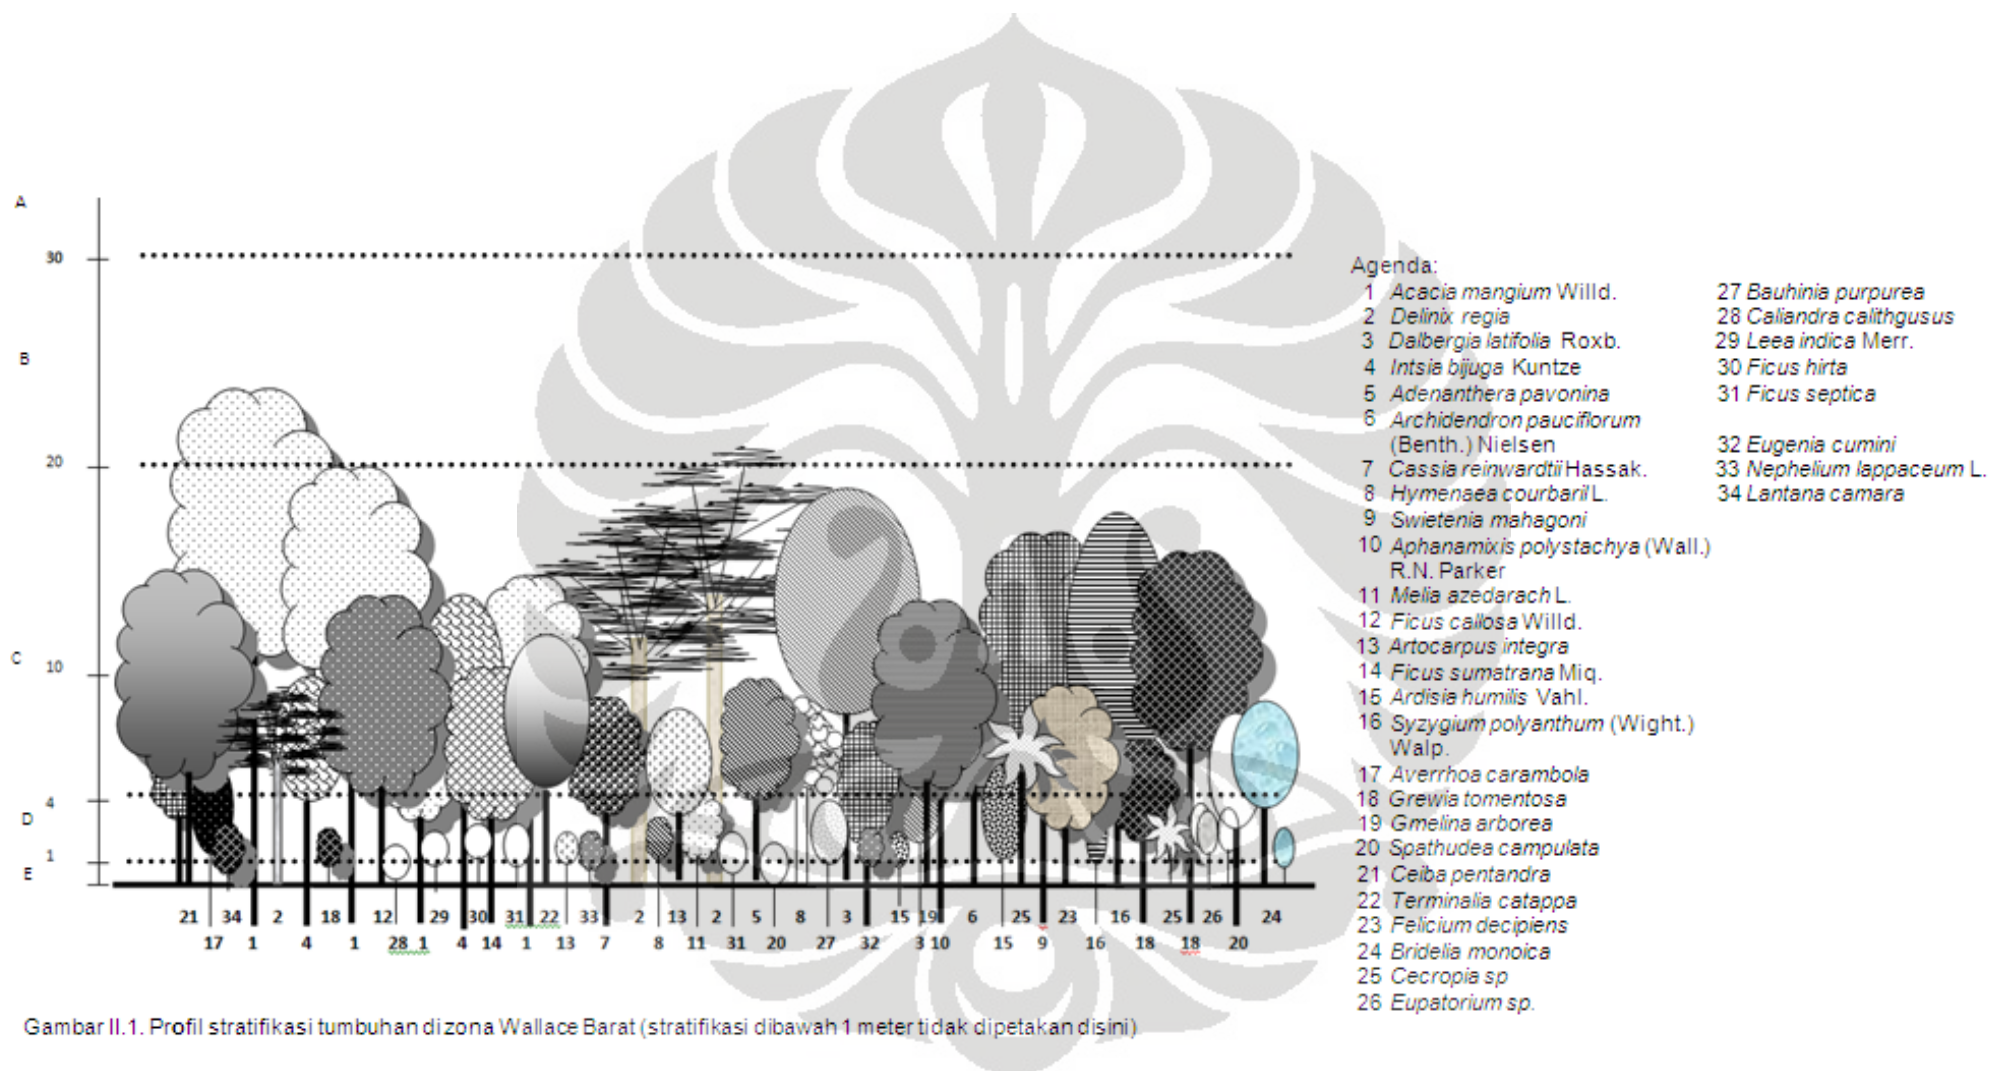 A
30
B
20
C
10
4
D
1
E
21 34 2 18 12 29 30 31 22 33 2 13 2 5 8 3 15 19 6 25 23 16 25 26 24
17 1 4 1 28 1 4 14 1 13 7 8 11 31 20 27 32 3 10 15 9 16 18 18 20
Agenda:
1 Acacia mangium Willd.
2 Delinix regia
3 Dalbergia latifolia Roxb.
4 Intsia bijuga Kuntze
5 Adenanthera pavonina
6 Archidendron pauciflorum
(Benth.) Nielsen
7 Cassia reinwardtii Hassak.
8 Hymenaea courbaril L.
9 Swietenia mahagoni
10 Aphanamixis polystachya (Wall.)
R.N. Parker
11 Melia azedarach L.
12 Ficus callosa Willd.
13 Artocarpus integra
14 Ficus sumatrana Miq.
15 Ardisia humilis Vahl.
16 Syzygium polyanthum (Wight.)
Walp.
17 Averrhoa carambola
18 Grewia tomentosa
19 Gmelina arborea
20 Spathudea campulata
21 Ceiba pentandra
22 Terminalia catappa
23 Felicium decipiens
24 Bridelia monoica
25 Cecropia sp
26 Eupatorium sp.
27 Bauhinia purpurea
28 Caliandra calithgusus
29 Leea indica Merr.
30 Ficus hirta
31 Ficus septica
32 Eugenia cumini
33 Nephelium lappaceum L.
34 Lantana camara
Gambar II.1. Profil stratifikasi tumbuhan di zona Wallace Barat (stratifikasi dibawah 1 meter tidak dipetakan disini)